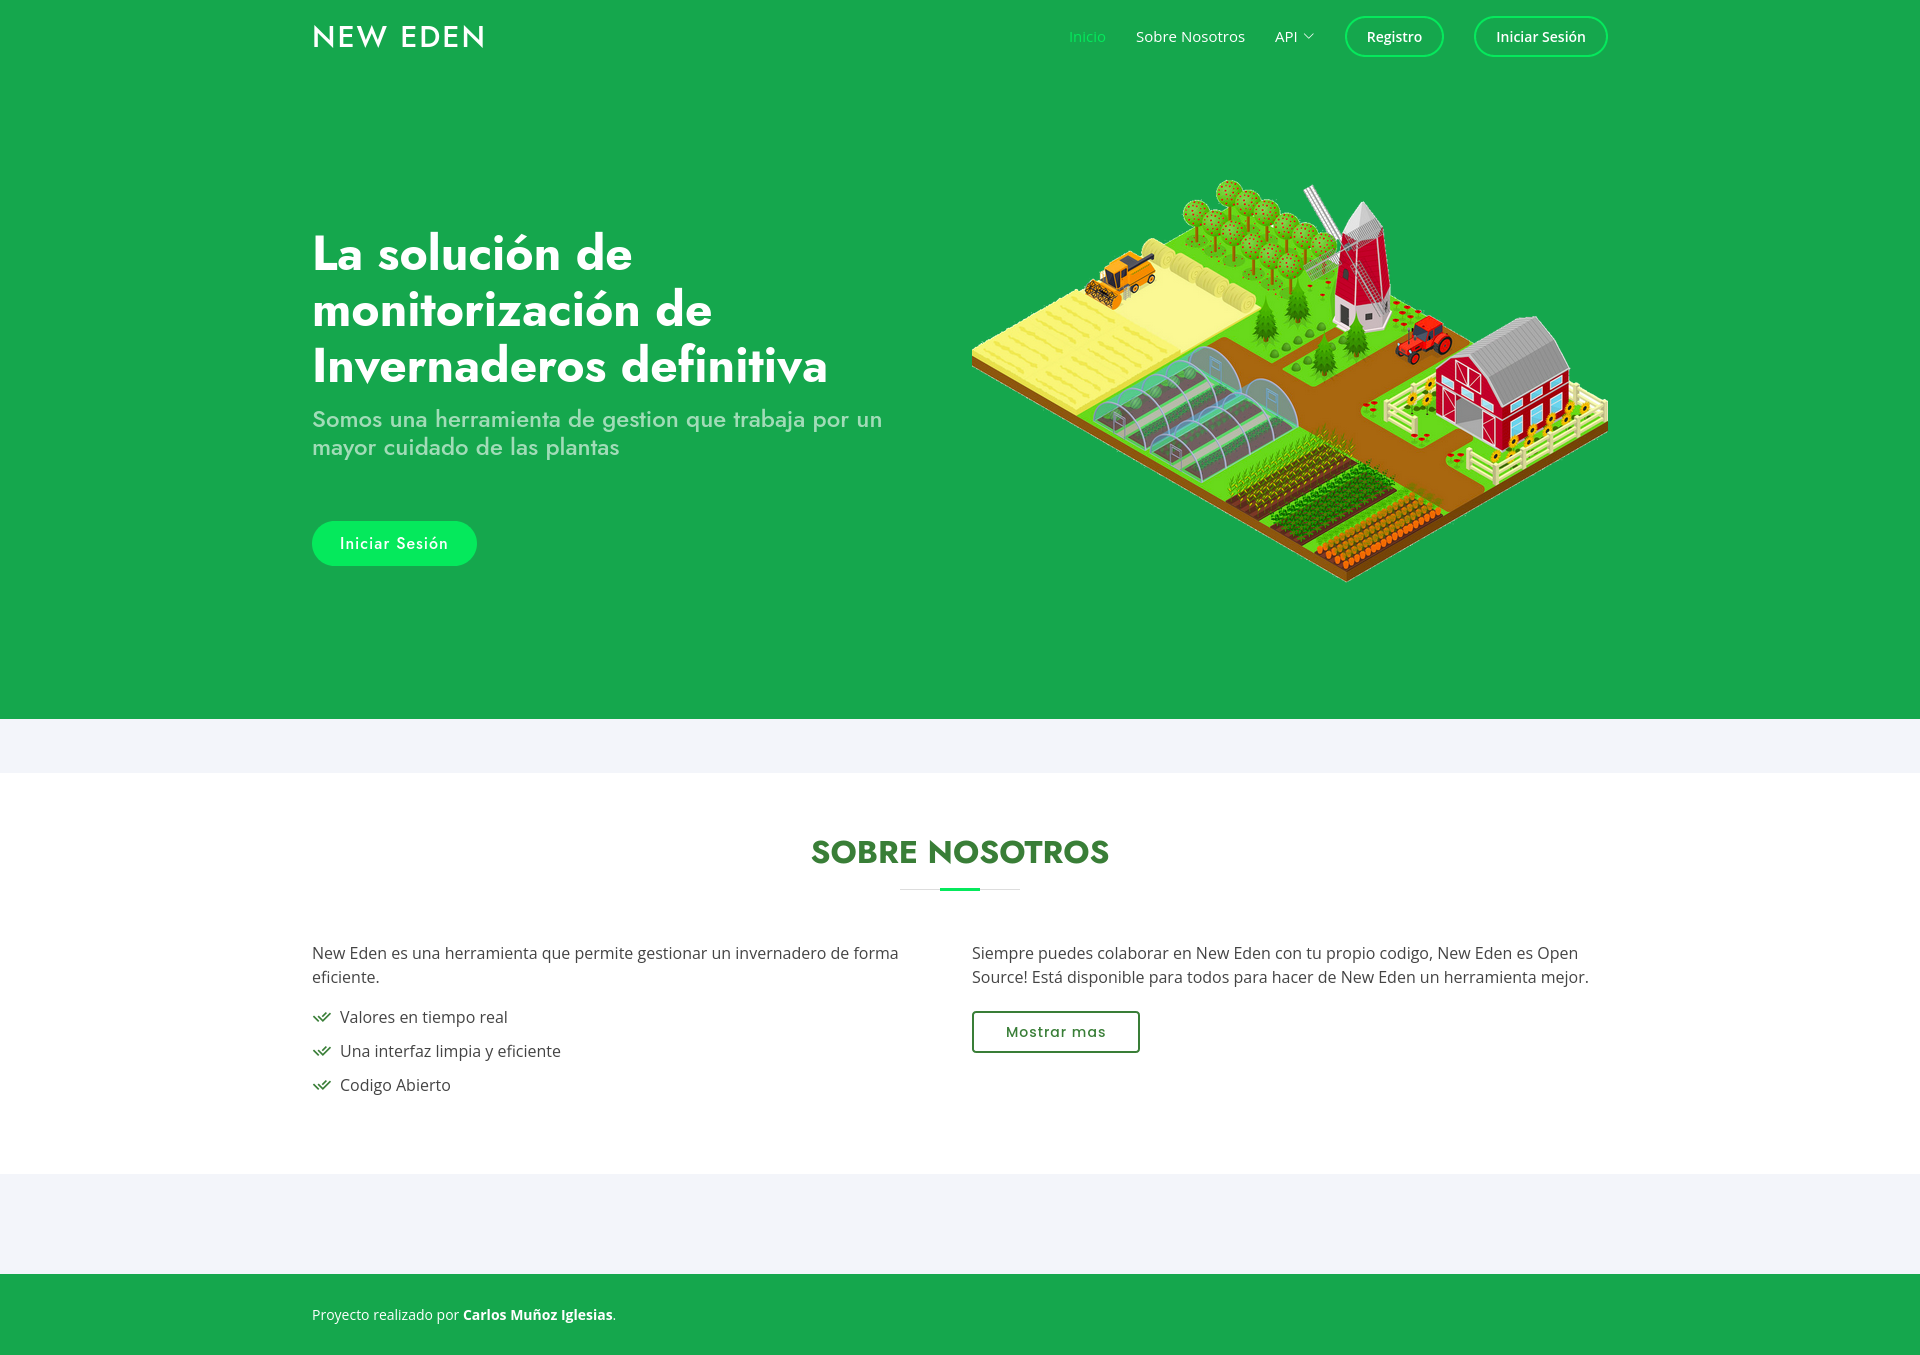 NEW EDEN
Inicio
Sobre Nosotros
API
Registro
Iniciar Sesión
La solución de
monitorización de
Invernaderos definitiva
Somos una herramienta de gestion que trabaja por un
mayor cuidado de las plantas
Iniciar Sesión
SOBRE NOSOTROS
New Eden es una herramienta que permite gestionar un invernadero de forma
eficiente.
Valores en tiempo real
Una interfaz limpia y eficiente
Codigo Abierto
Siempre puedes colaborar en New Eden con tu propio codigo, New Eden es Open
Source! Está disponible para todos para hacer de New Eden un herramienta mejor.
Mostrar mas
Proyecto realizado por Carlos Muñoz Iglesias.